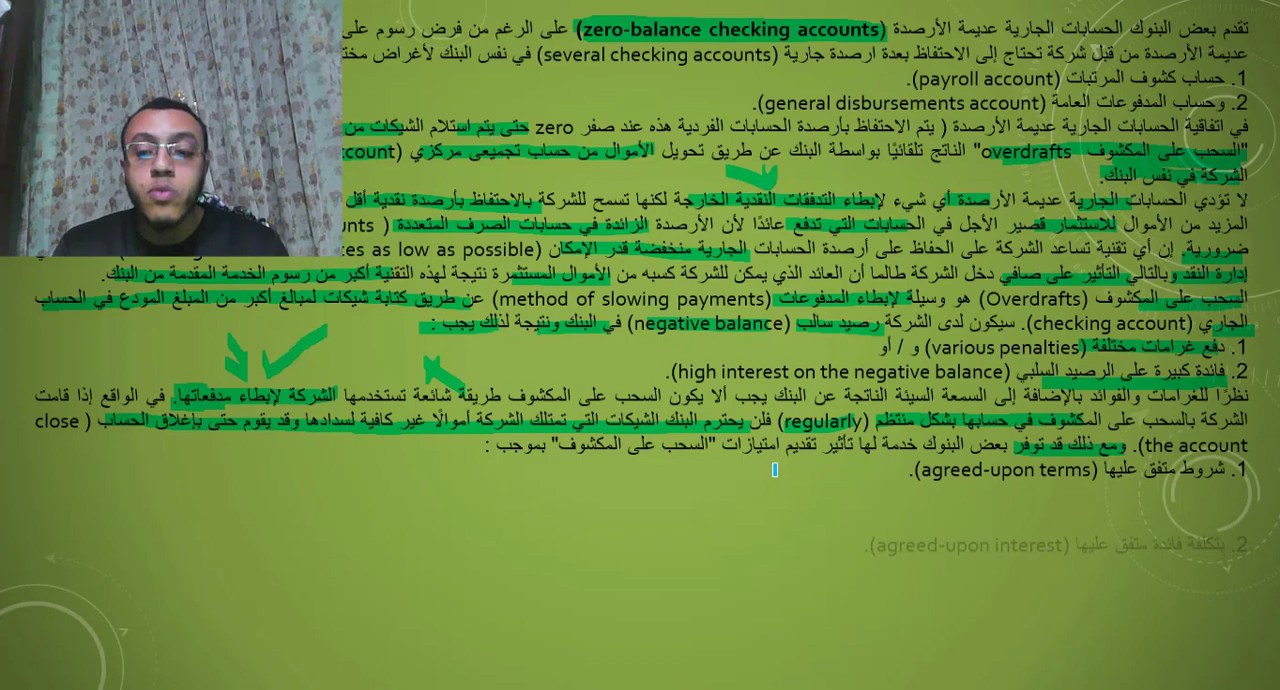 تقدم بعض البنوك الحسابات الجارية عديمة الأرصدة (zero-balance checking accounts) على الرغم من فرض رسوم على
عديمة الأرصدة من قبل شركة تحتاج إلى الاحتفاظ بعدة ارصدة جارية (several checking accounts) في نفس البنك لأغراض
1. حساب كشوف المرتبات (payroll account).
2. وحساب المدفوعات العامة (general disbursements account).
في اتفاقية الحسابات الجارية عديمة الأرصدة ( يتم الاحتفاظ بأرصدة الحسابات الفردية هذه عند صفر zero حتى يتم استلام الشيكات من
"السحب على المكشوف overdrafts" الناتج تلقائيًا بواسطة البنك عن طريق تحويل الأموال من حساب تجميعى مركزي
الشركة في نفس البنك.
لا تؤدي الحسابات الجارية عديمة الأرصدة أي شيء لإبطاء التدفقات النقدية الخارجة لكنها تسمح للشركة بالاحتفاظ بأرصدة نقدية أقل
المزيد من الأموال للاستثمار قصير الأجل في الحسابات التي تدفع عائدًا لأن الأرصدة الزائدة في حسابات الصرف المتعددة (
ضرورية. إن أي تقنية تساعد الشركة على الحفاظ على أرصدة الحسابات الجارية منخفضة قدر الإمكان as low as possible)
إدارة النقد وبالتالي التأثير على صافي دخل الشركة طالما أن العائد الذي يمكن للشركة كسبه من الأموال المستثمرة نتيجة لهذه التقنية أكبر من رسوم الخدمة المقدمة من البنك.
السحب على المكشوف (Overdrafts) هو وسيلة لإبطاء المدفوعات (method of slowing payments) عن طريق كتابة شيكات لمبالغ أكبر من المبلغ المودع في الحساب
الجاري (checking account). سيكون لدى الشركة رصيد سالب (negative balance) في البنك ونتيجة لذلك يجب :
1. دفع غرامات مختلفة (various penalties) و / أو
2. فائدة كبيرة على الرصيد السلبي (high interest on the negative balance).
نظرًا للغرامات والفوائد بالإضافة إلى السمعة السيئة الناتجة عن البنك يجب ألا يكون السحب على المكشوف طريقة شائعة تستخدمها الشركة لإبطاء مدفعاتها. في الواقع إذا قامت
الشركة بالسحب على المكشوف في حسابها بشكل منتظم (regularly) فلن يحترم البنك الشيكات التي تمتلك الشركة أموالًا غير كافية لسدادها وقد يقوم حتى بإغلاق الحساب (close
the account). ومع ذلك قد توفر بعض البنوك خدمة لها تأثير تقديم امتيازات "السحب على المكشوف" بموجب :
1. شروط متفق عليها (agreed-upon terms).
2. بتكلفة فائدة متفق عليها (agreed-upon interest).